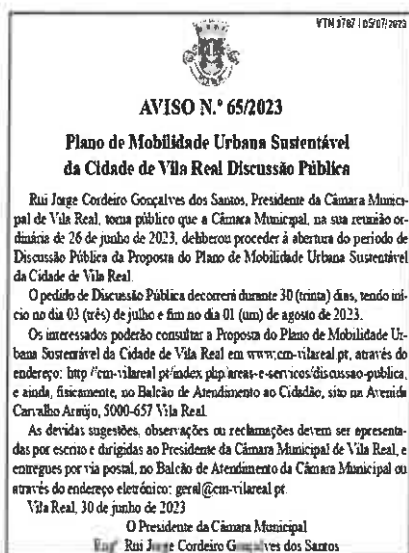 VTM 3787 | 05/07/2023
AVISO N.º 65/2023
Plano de Mobilidade Urbana Sustentável
da Cidade de Vila Real Discussão Pública
Rui Jorge Cordeiro Gonçalves dos Santos, Presidente da Câmara Munici-
pal de Vila Real, torna público que a Câmara Municipal, na sua reunião or-
dinária de 26 de junho de 2023, deliberou proceder à abertura do período de
Discussão Pública da Proposta do Plano de Mobilidade Urbana Sustentável
da Cidade de Vila Real.
O pedido de Discussão Pública decorrerá durante 30 (trinta) dias, tendo iní-
cio no dia 03 (três) de julho e fim no dia 01 (um) de agosto de 2023.
Os interessados poderão consultar a Proposta do Plano de Mobilidade Ur-
bana Sustentável da Cidade de Vila Real em www.cm-vilareal.pt, através do
endereço: http://cm-vilareal.pt/index.php/areas-e-servicos/discussao-publica,
e ainda, fisicamente, no Balcão de Atendimento ao Cidadão, sito na Avenida
Carvalho Araújo, 5000-657 Vila Real.
As devidas sugestões, observações ou reclamações devem ser apresenta-
das por escrito e dirigidas ao Presidente da Câmara Municipal de Vila Real, e
entregues por via postal, no Balcão de Atendimento da Câmara Municipal ou
através do endereço eletrónico: geral@cm-vilareal.pt.
Vila Real, 30 de junho de 2023
O Presidente da Câmara Municipal
Eng.º Rui Jorge Cordeiro Gonçalves dos Santos